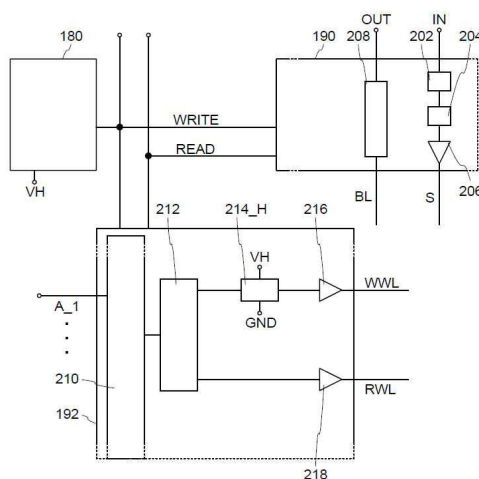 180
190
208
OUT
IN
202
204
WRITE
READ
VH
206
BL
S
212
214_H
216
VH
WWL
A_1
GND
210
RWL
192
218